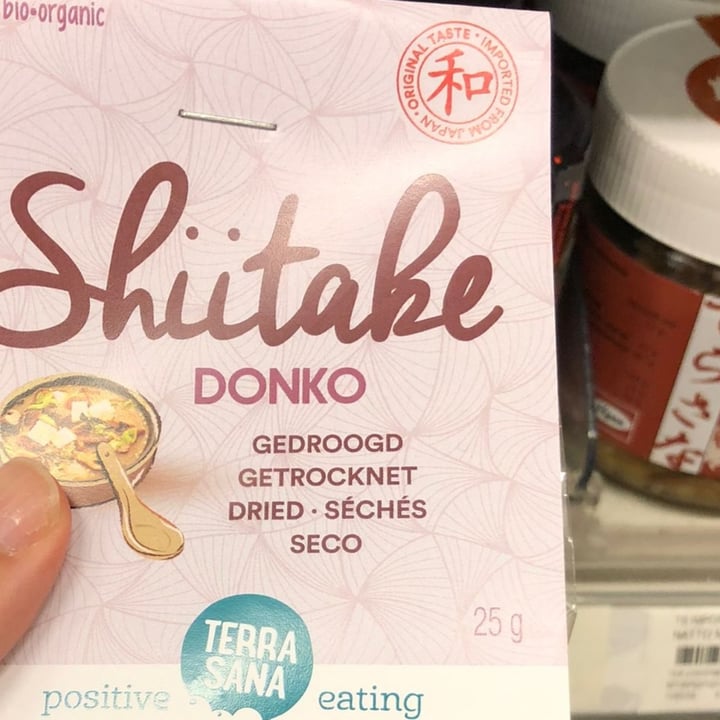 bio•organic
ORIGINAL TASTE • IMPORTED FROM JAPAN •
和
Shiitake
DONKO
GEDROOGD
GETROCKNET
DRIED · SÉCHÉS
SECO
25 g
TERRA
SANA
positive eating